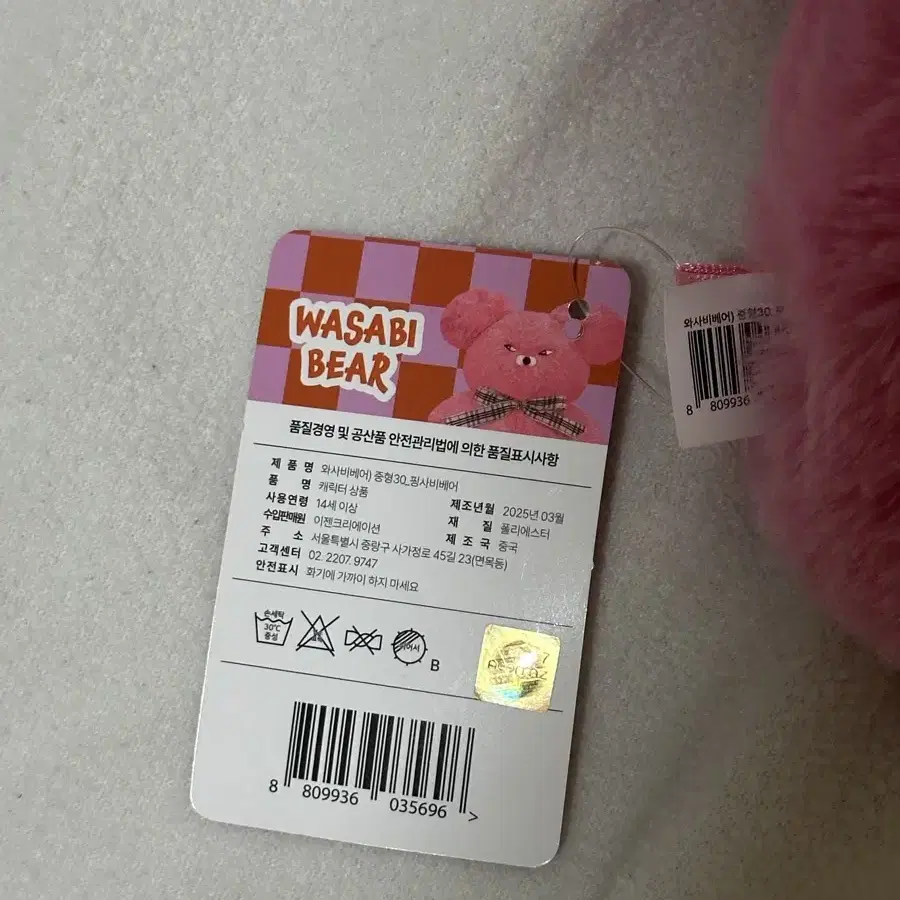 WASABI
BEAR
품질경영 및 공산품 안전관리법에 의한 품질표시사항
제 품 명 와사비베어) 중형30_핑사비베어
품 명 캐릭터 상품
사용연령 14세 이상
제조년월 2025년 03월
수입판매원 이젠크리에이션
재 질 폴리에스터
주 소 서울특별시 중랑구 사가정로 45길 23(면목동)
제 조 국 중국
고객센터 02. 2207. 9747
안전표시 화기에 가까이 하지 마세요
손세탁
30℃
중성
B
8 809936 035696 >
와사비베어) 중형30_
8 809936